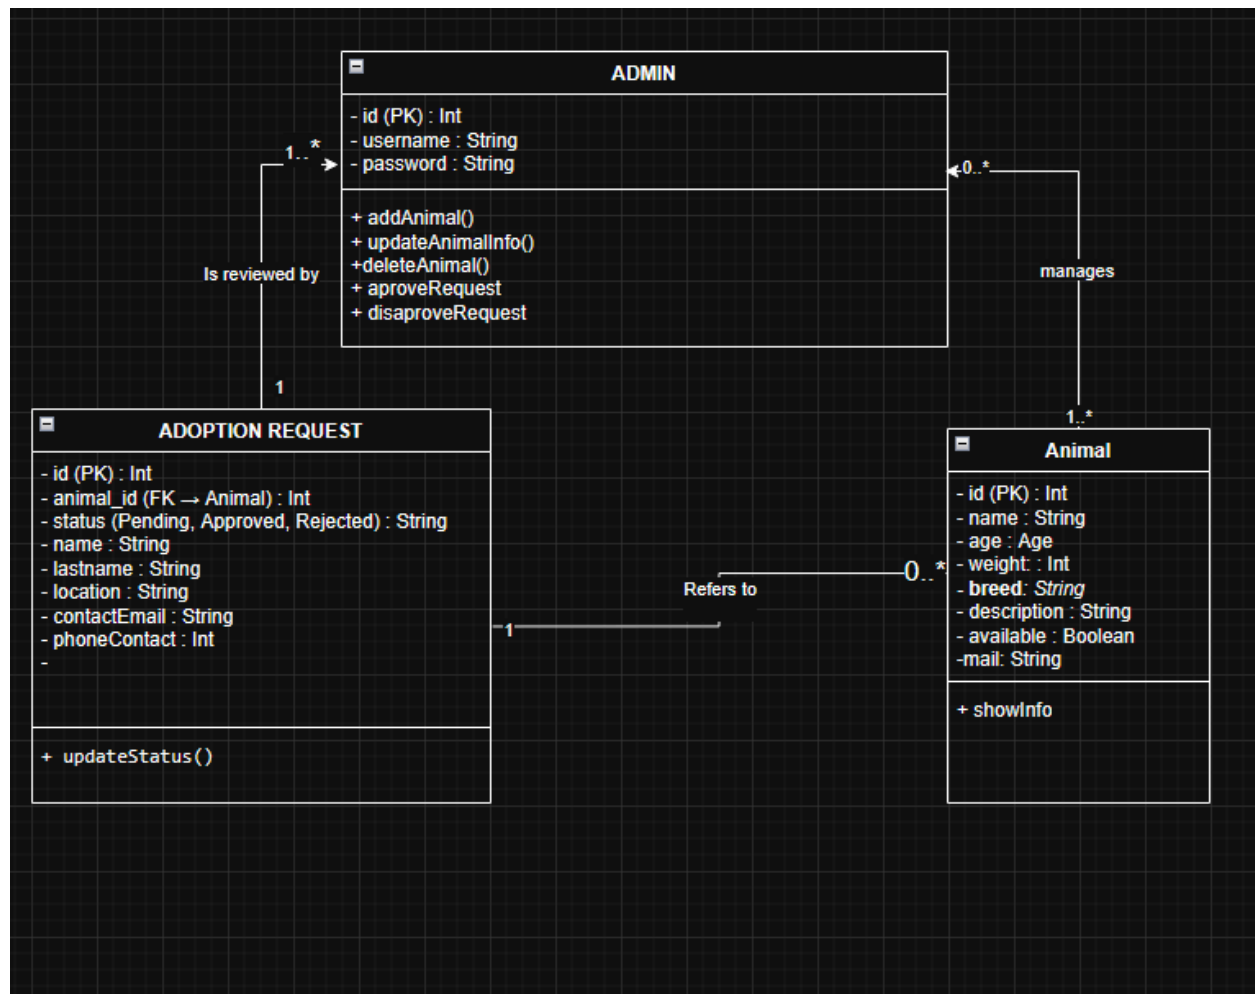 ADMIN
- id (PK) : Int
- username : String
- password : String
+ addAnimal()
+ updateAnimalInfo()
+deleteAnimal()
+ aproveRequest
+ disaproveRequest
1..*
Is reviewed by
1
0..*
manages
1..*
ADOPTION REQUEST
- id (PK) : Int
- animal_id (FK → Animal) : Int
- status (Pending, Approved, Rejected) : String
- name : String
- lastname : String
- location : String
- contactEmail : String
- phoneContact : Int
-
+ updateStatus()
1
Refers to
0..*
Animal
- id (PK) : Int
- name : String
- age : Age
- weight: : Int
- breed: String
- description : String
- available : Boolean
-mail: String
+ showInfo